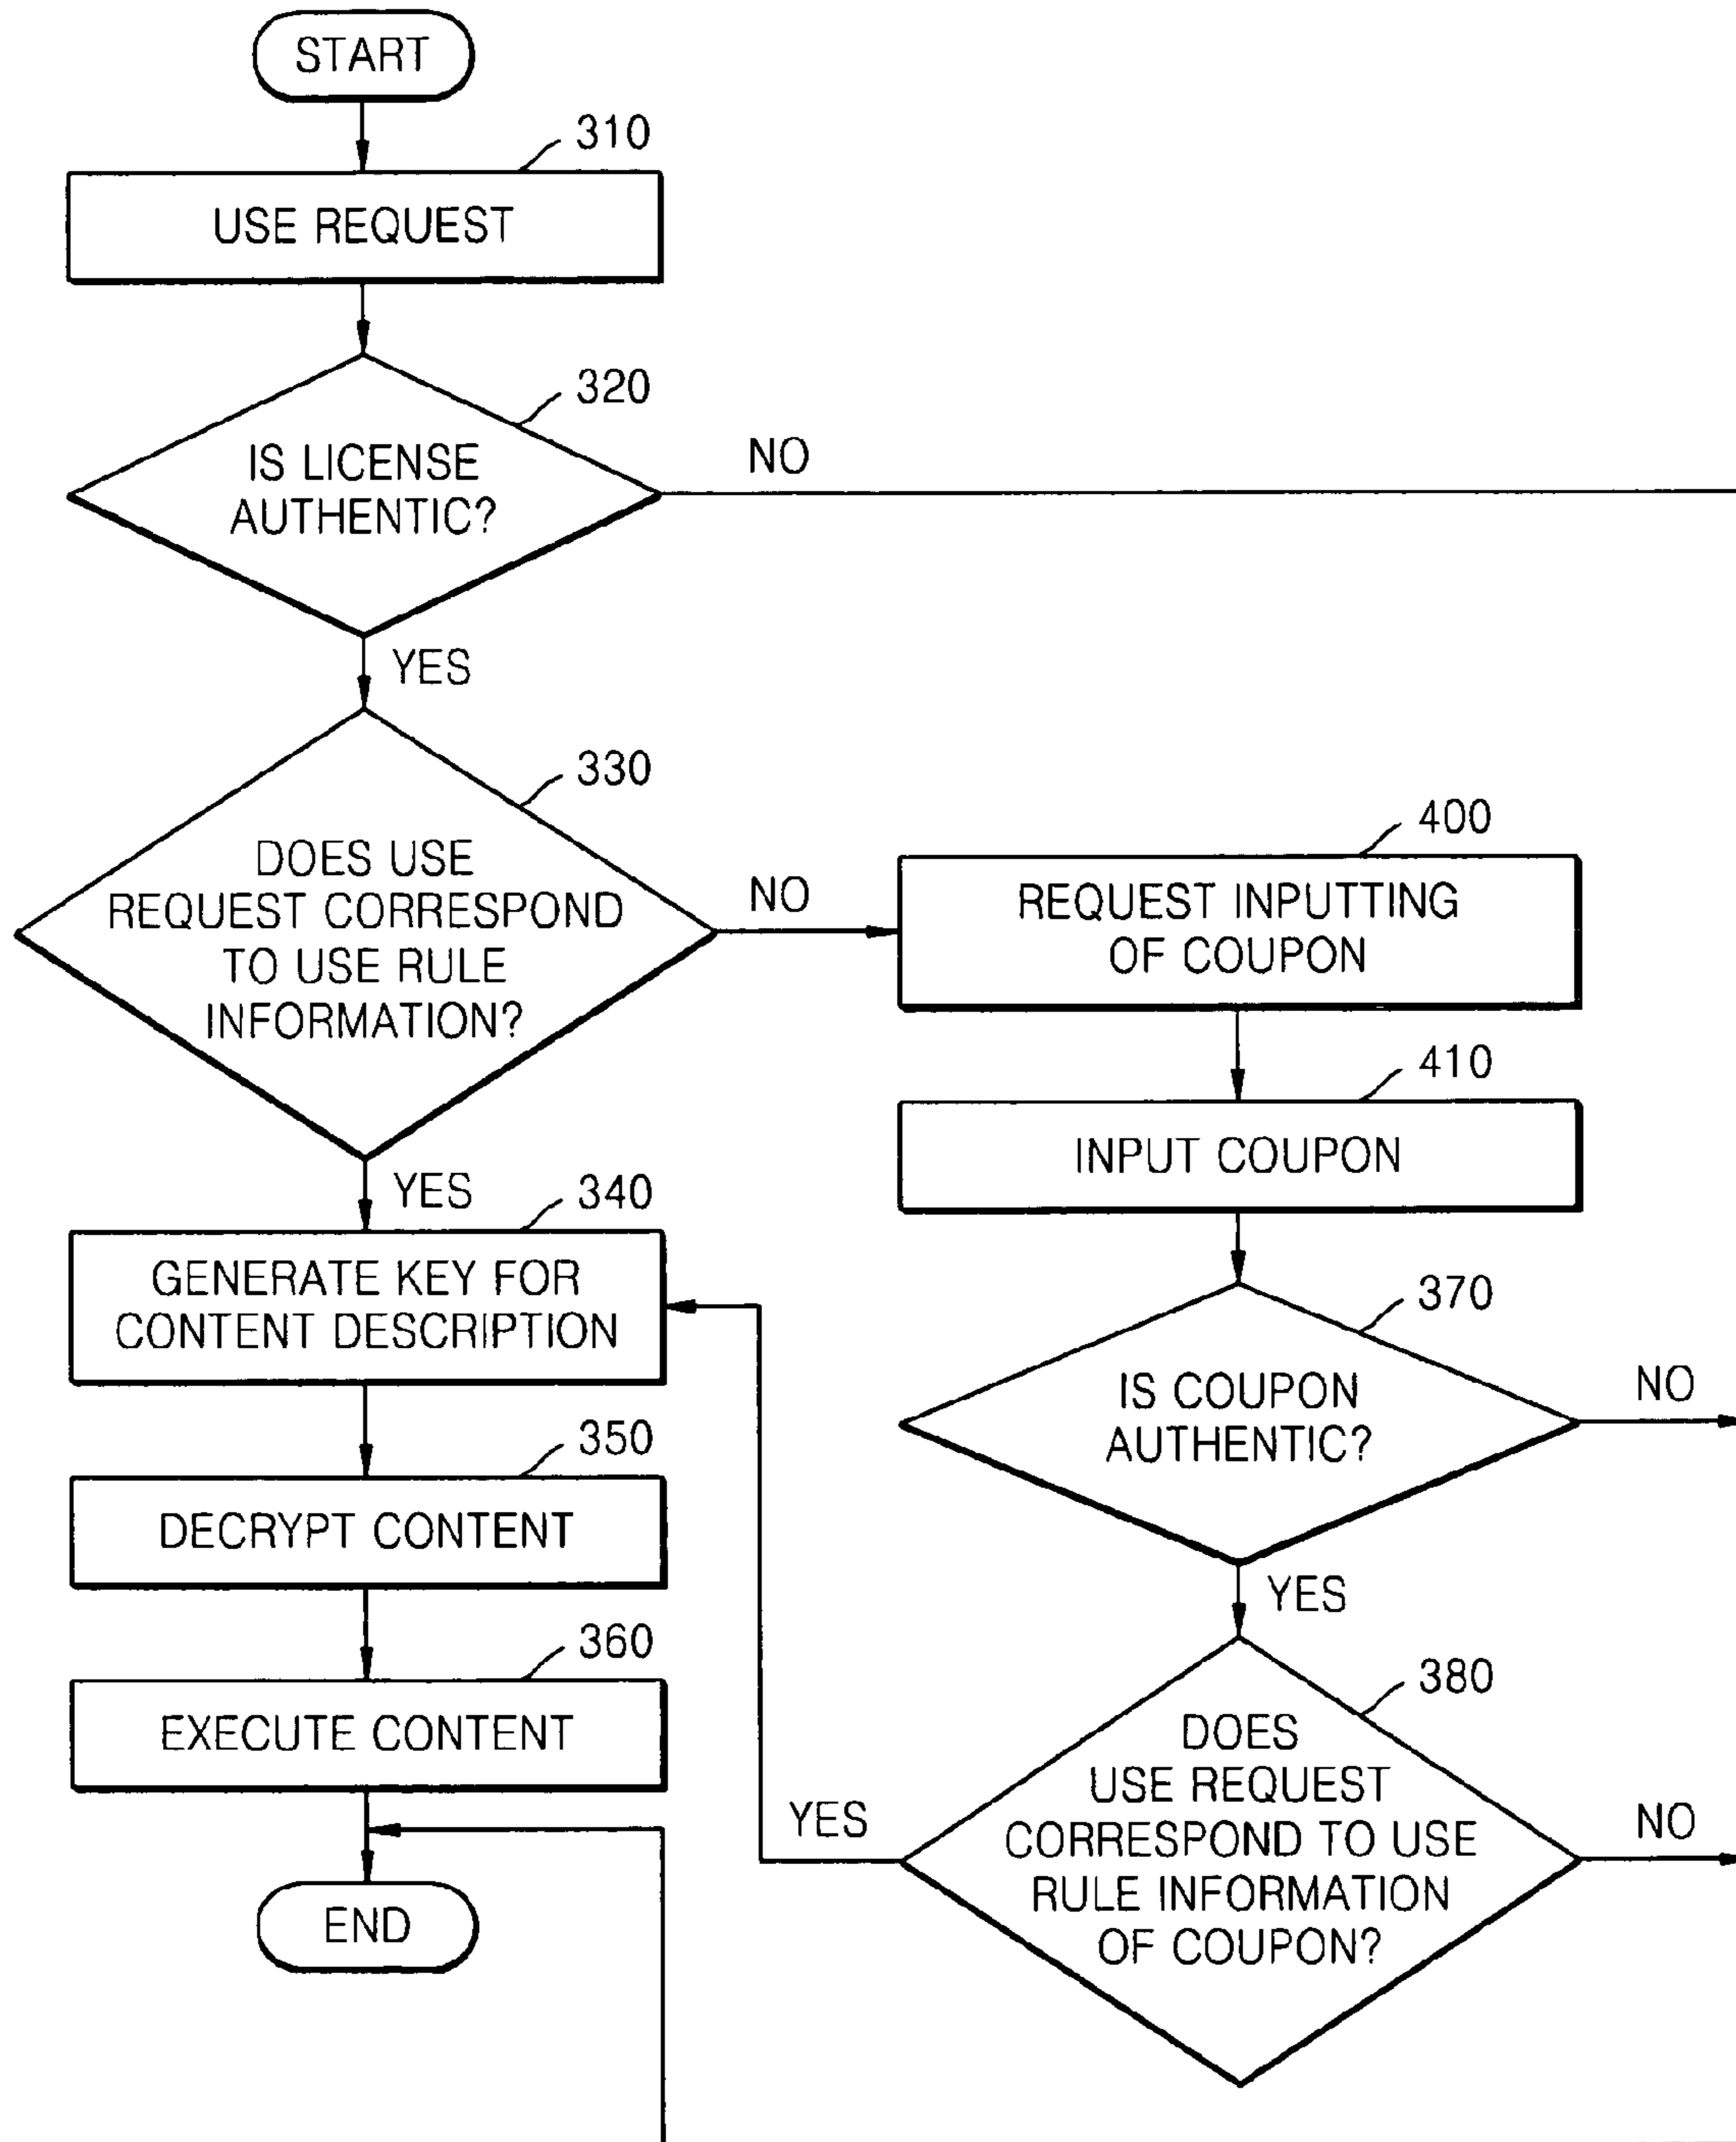 START
310
USE REQUEST
320
IS LICENSE
AUTHENTIC?
NO
YES
330
DOES USE
REQUEST CORRESPOND
TO USE RULE
INFORMATION?
NO
YES
340
GENERATE KEY FOR
CONTENT DESCRIPTION
350
DECRYPT CONTENT
360
EXECUTE CONTENT
END
400
REQUEST INPUTTING
OF COUPON
410
INPUT COUPON
370
IS COUPON
AUTHENTIC?
NO
YES
380
DOES
USE REQUEST
CORRESPOND TO USE
RULE INFORMATION
OF COUPON?
YES
NO